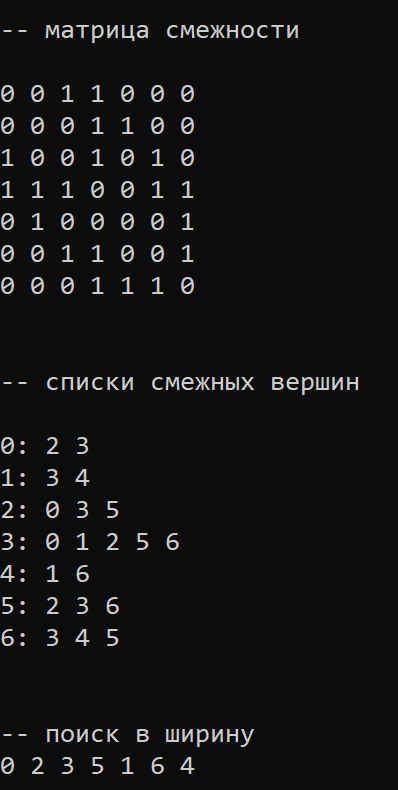 -- матрица смежности
0 0 1 1 0 0 0
0 0 0 1 1 0 0
1 0 0 1 0 1 0
1 1 1 0 0 1 1
0 1 0 0 0 0 1
0 0 1 1 0 0 1
0 0 0 1 1 1 0
-- списки смежных вершин
0: 2 3
1: 3 4
2: 0 3 5
3: 0 1 2 5 6
4: 1 6
5: 2 3 6
6: 3 4 5
-- поиск в ширину
0 2 3 5 1 6 4